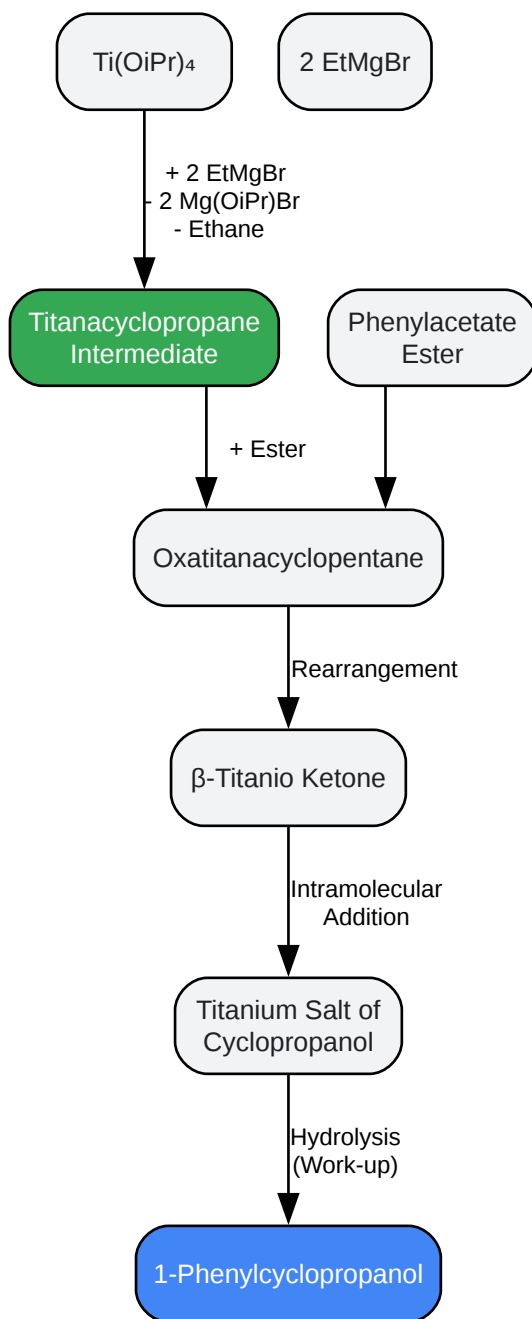 Ti(OiPr)₄
2 EtMgBr
+ 2 EtMgBr
- 2 Mg(OiPr)Br
- Ethane
Titanacyclopropane
Intermediate
Phenylacetate
Ester
+ Ester
Oxatitanacyclopentane
Rearrangement
β-Titanio Ketone
Intramolecular
Addition
Titanium Salt of
Cyclopropanol
Hydrolysis
(Work-up)
1-Phenylcyclopropanol